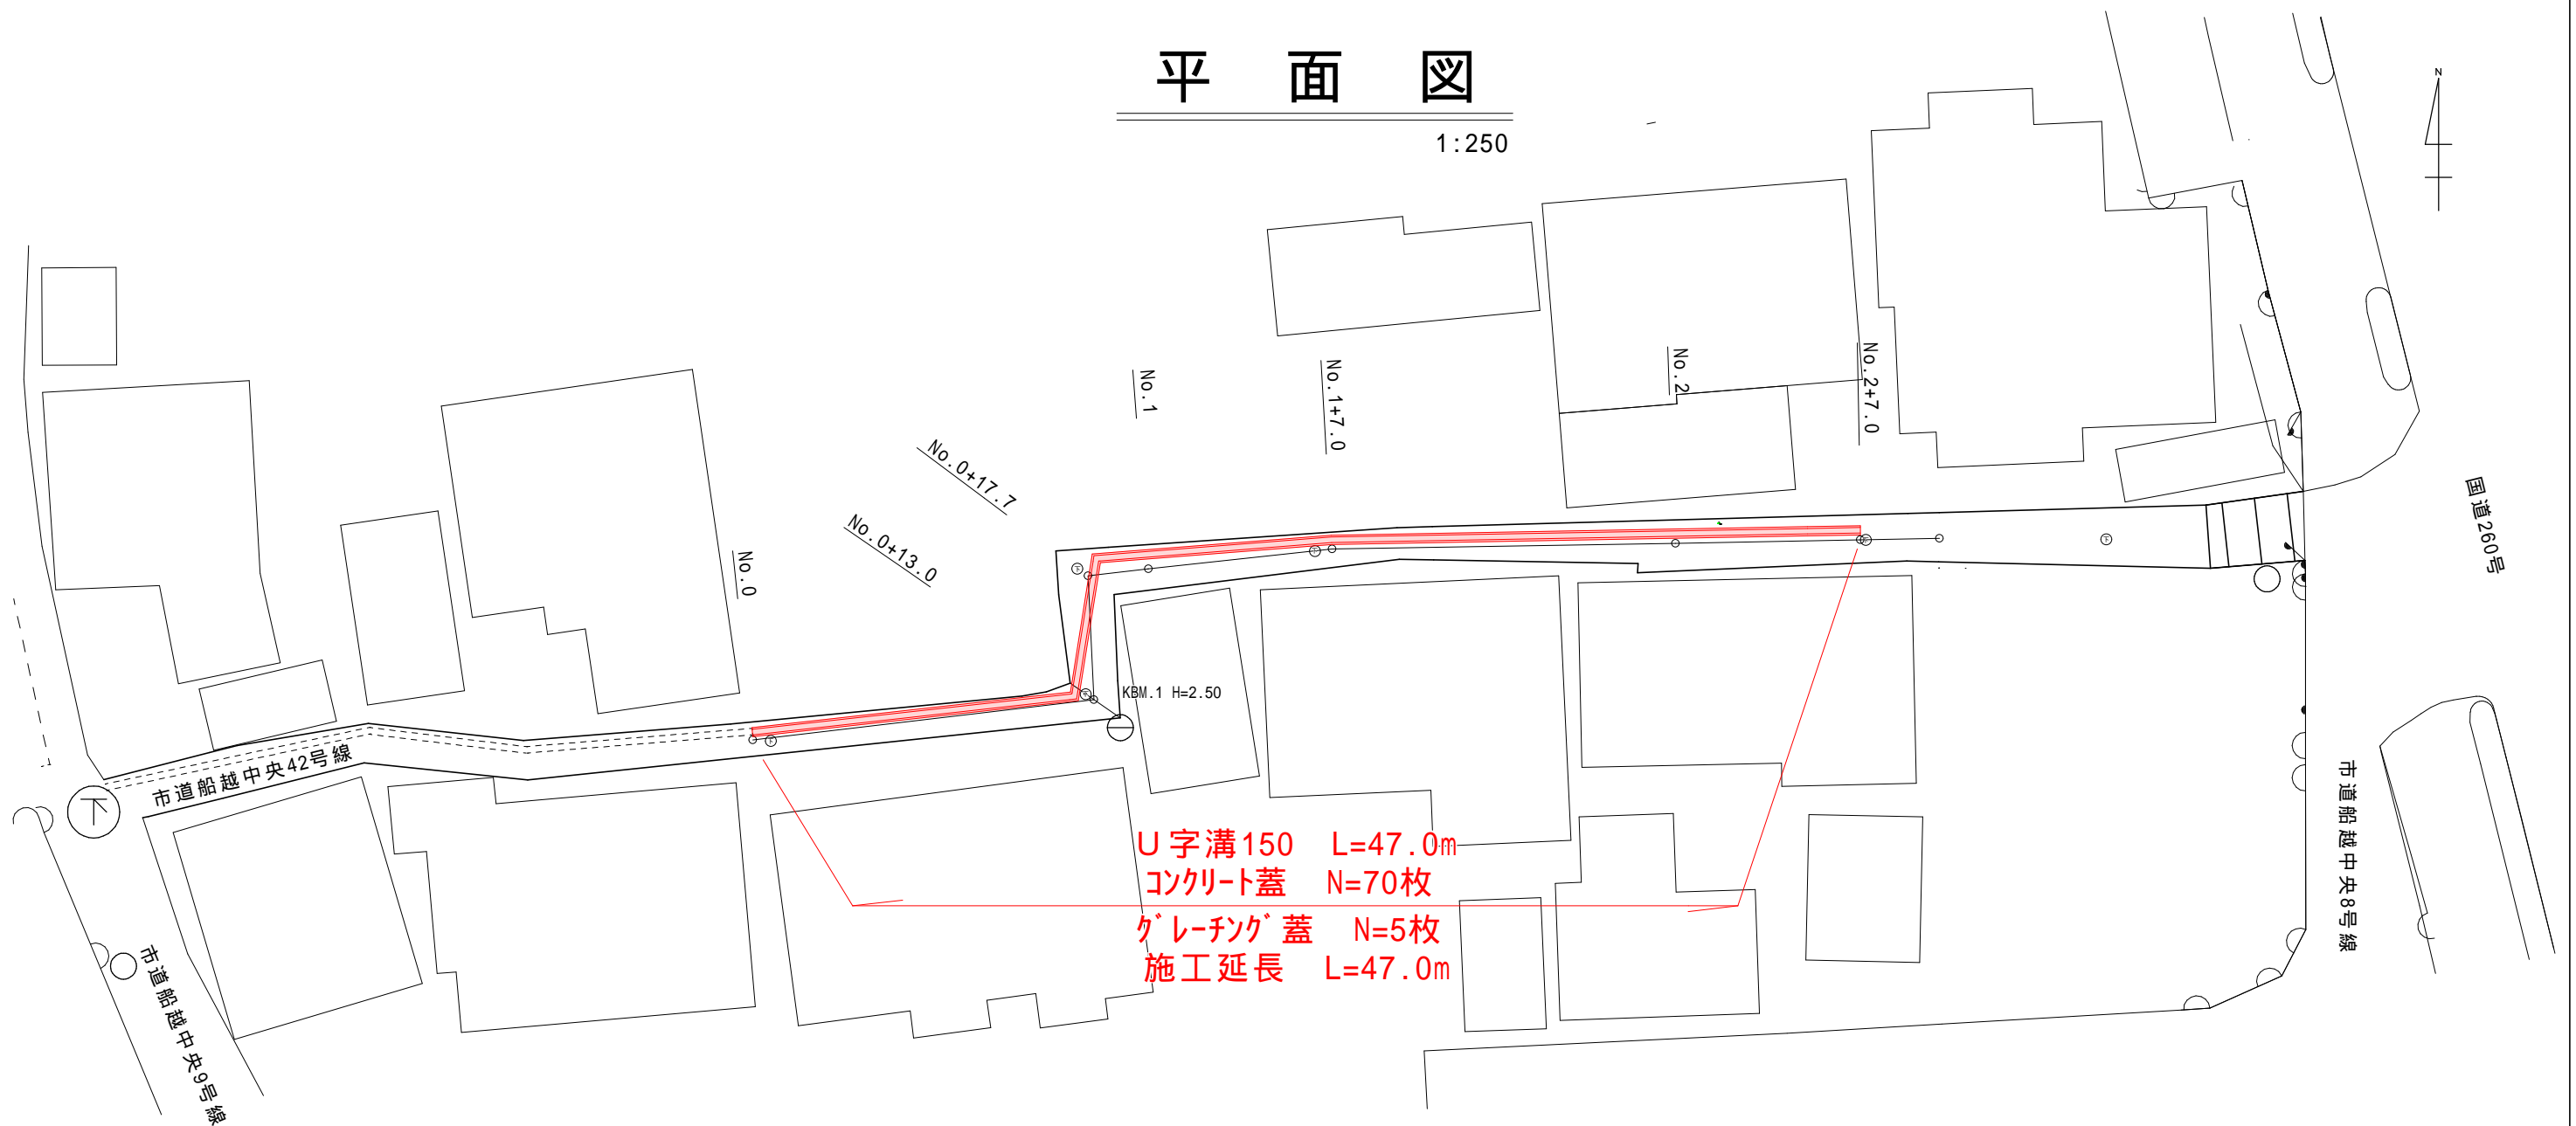 平面図
1:250
N
No.1
No.1+7.0
No.2
No.2+7.0
No.0+17.7
No.0+13.0
No.0
国道260号
KBM.1 H=2.50
市道船越中央42号線
市道船越中央8号線
市道船越中央9号線
U字溝150 L=47.0m
コンクリート蓋 N=70枚
グレーチング蓋 N=5枚
施工延長 L=47.0m